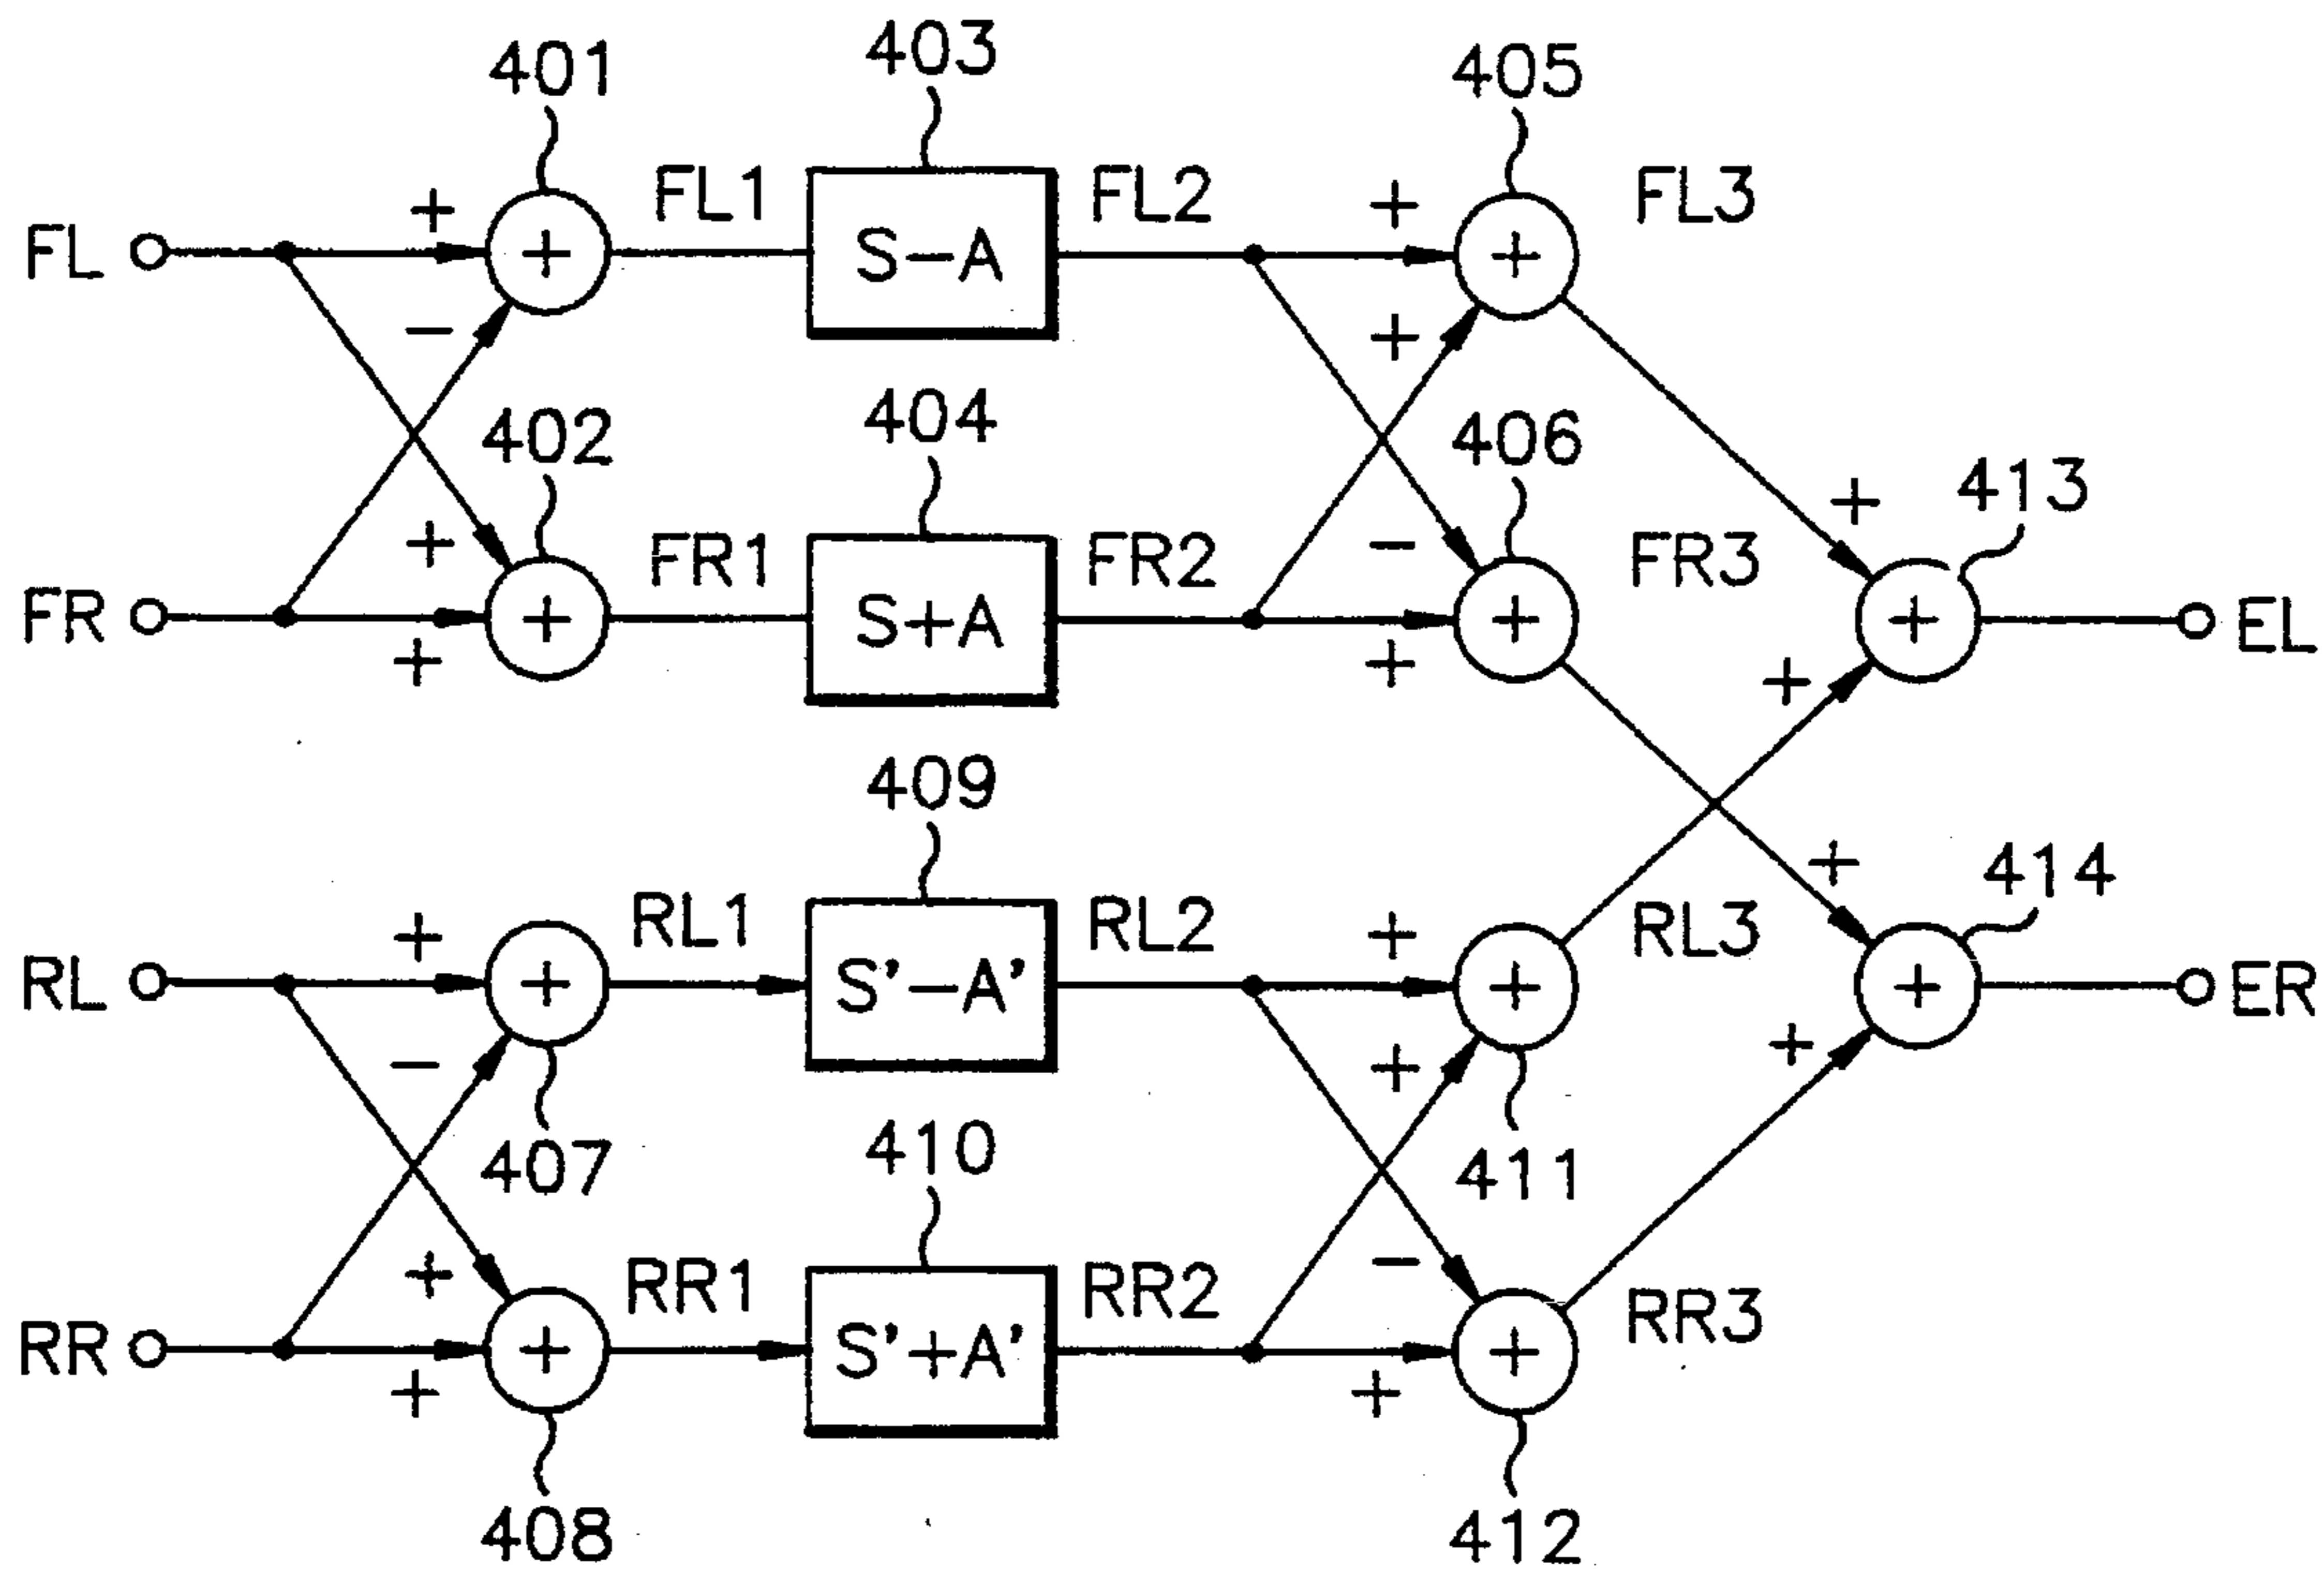 401
403
405
FL
+
−
+
FL1
S−A
FL2
+
+
+
FL3
402
404
406
413
FR
+
+
+
FR1
S+A
FR2
−
+
+
FR3
+
+
+
EL
409
RL
+
−
+
RL1
S'−A'
RL2
+
+
+
RL3
+
+
+
414
ER
407
410
411
RR
+
+
+
RR1
S'+A'
RR2
−
+
+
RR3
408
412